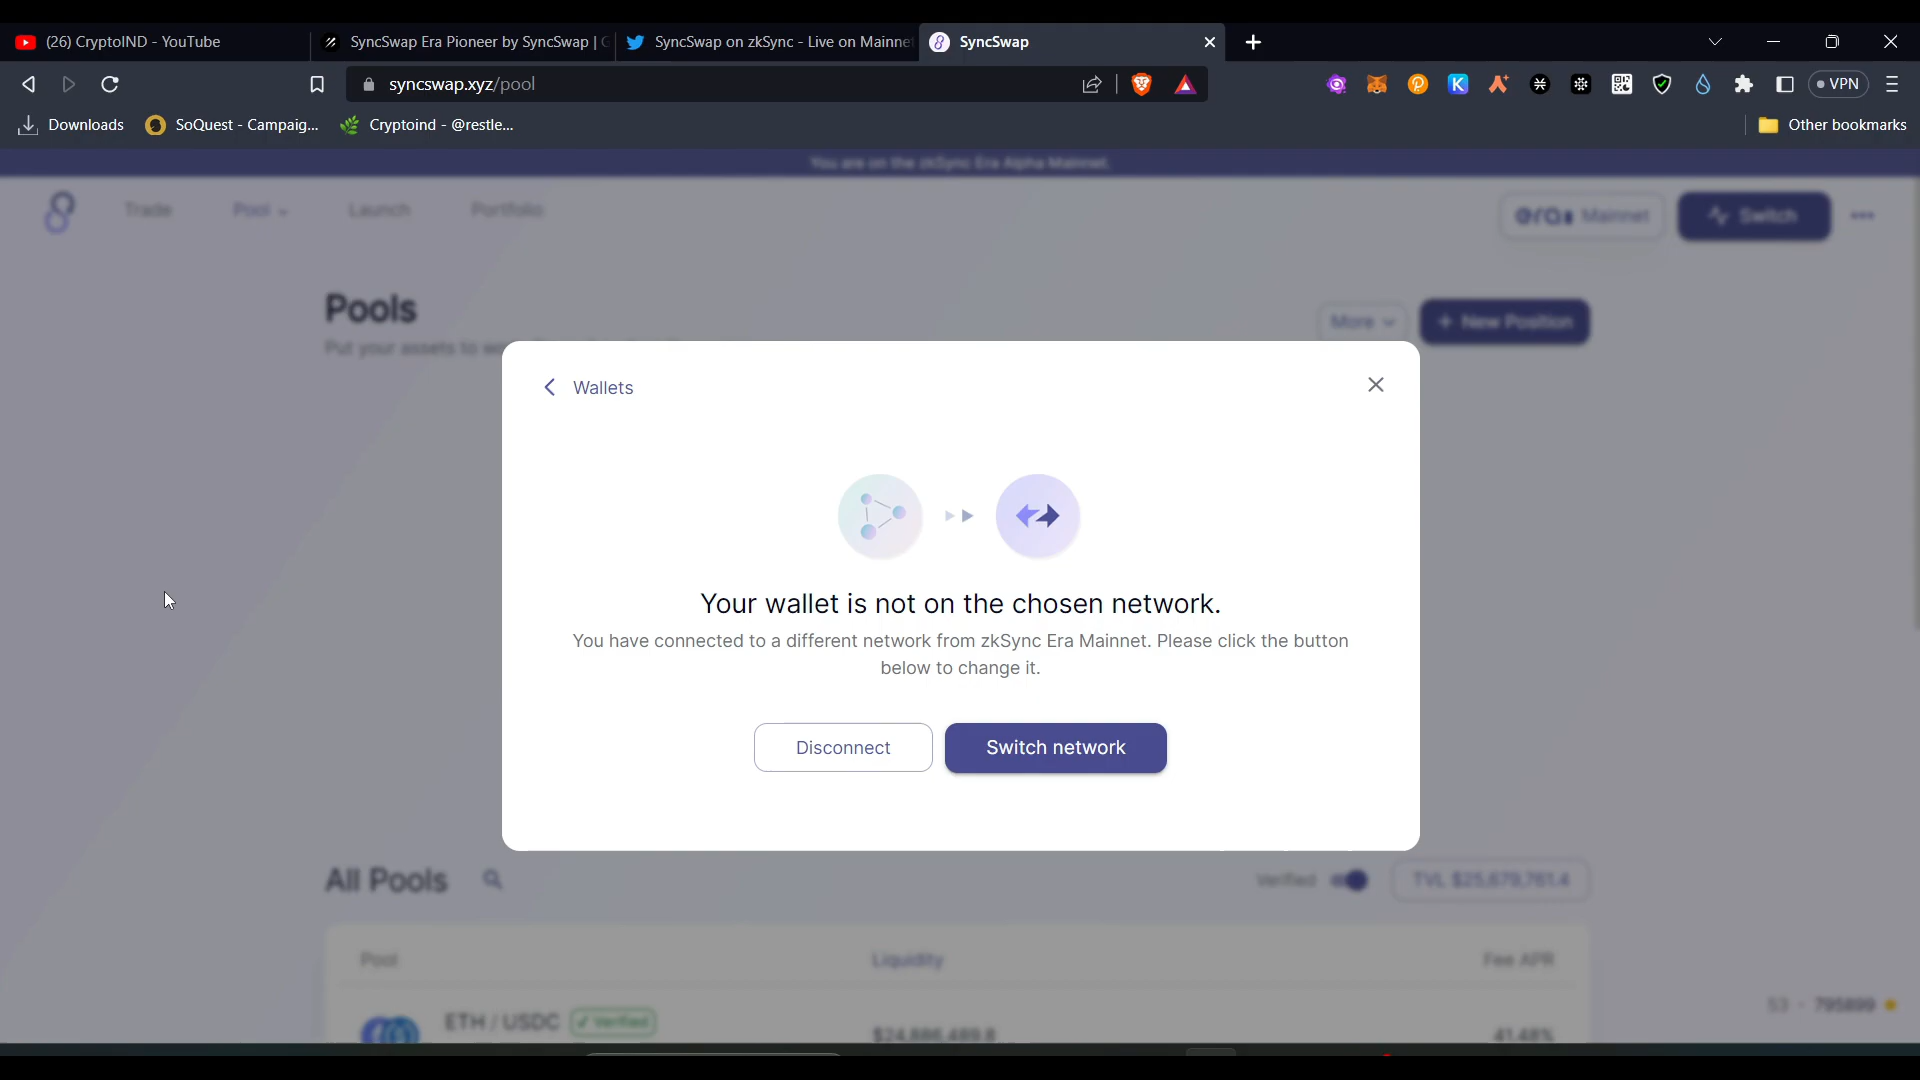 (26) CryptoIND - YouTube
SyncSwap Era Pioneer by SyncSwap | G
SyncSwap on zkSync - Live on Mainnet
SyncSwap
syncswap.xyz/pool
VPN
Downloads
SoQuest - Campaig...
Cryptoind - @restle...
Other bookmarks
You are on the zkSync Era Alpha Mainnet.
Trade
Pool
Launch
Portfolio
era Mainnet
Switch
Pools
More
+ New Position
Put your assets to
Wallets
Your wallet is not on the chosen network.
You have connected to a different network from zkSync Era Mainnet. Please click the button
below to change it.
Disconnect
Switch network
All Pools
Verified
TVL $25,679,761.4
Pool
Liquidity
Fee APR
ETH / USDC
✓ Verified
$24,886,489.8
41.48%
53 · 795899